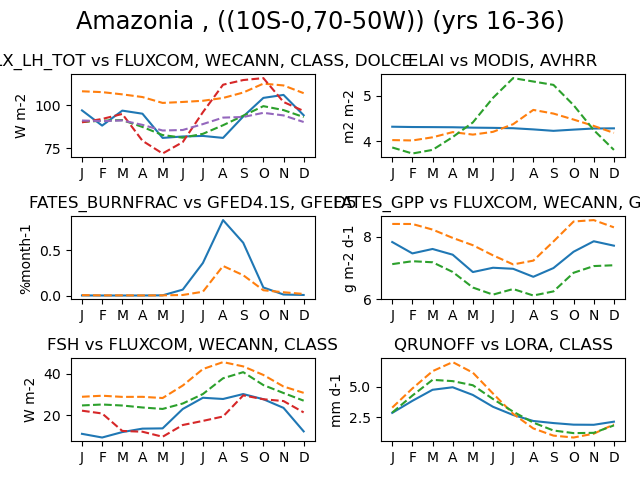 Amazonia , ((10S-0,70-50W)) (yrs 16-36)
LX_LH_TOT vs FLUXCOM, WECANN, CLASS, DOLCE
ELAI vs MODIS, AVHRR
W m-2
100
75
J F M A M J J A S O N D
m2 m-2
5
4
J F M A M J J A S O N D
FATES_BURNFRAC vs GFED4.1S, GFED5
FATES_GPP vs FLUXCOM, WECANN, G
%month-1
0.5
0.0
J F M A M J J A S O N D
g m-2 d-1
8
6
J F M A M J J A S O N D
FSH vs FLUXCOM, WECANN, CLASS
QRUNOFF vs LORA, CLASS
W m-2
40
20
J F M A M J J A S O N D
mm d-1
5.0
2.5
J F M A M J J A S O N D